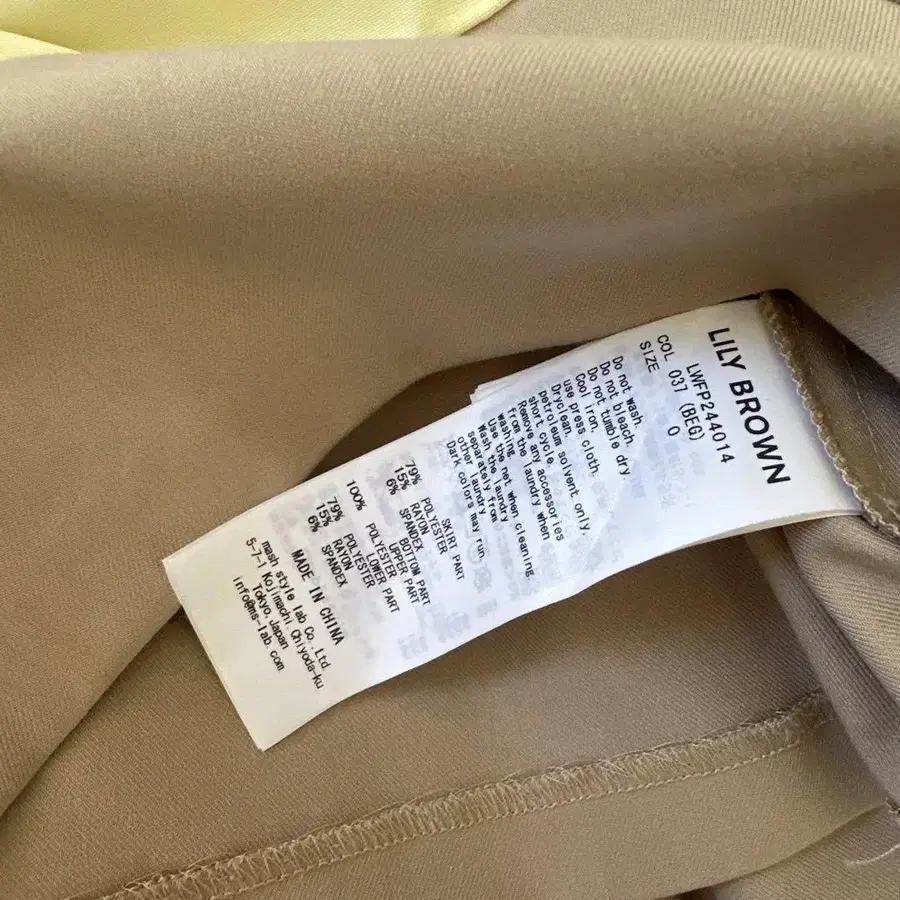 LILY BROWN
LWFP244014
COL 037 (BEG)
SIZE 0
Do not wash.
Do not bleach.
Do not tumble dry.
Cool iron.
use press cloth.
Dryclean.
Petroleum solvent only.
short cycle.
Remove any accessories
from the laundry when
washing.
Use the net when cleaning.
Wash the laundry
separately from
other laundry
Dark colors may run.
SKIRT PART
79% POLYESTER
15% RAYON
6% SPANDEX
BOTTOM PART
UPPER PART
100% POLYESTER
LOWER PART
79% POLYESTER
15% RAYON
6% SPANDEX
MADE IN CHINA
mash style lab Co.,Ltd.
5-7-1 Kojimachi,Chiyoda-ku
Tokyo,Japan
info@ms-lab.com